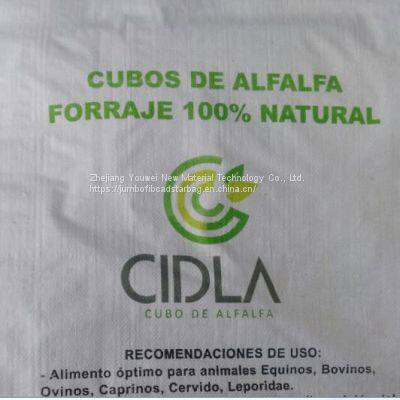 CUBOS DE ALFALFA
FORRAJE 100% NATURAL
Zhejiang Youwei New Material Technology Co., Ltd.
https://jumbofibcadstarbag.en.china.cn/
CIDLA
CUBO DE ALFALFA
RECOMENDACIONES DE USO:
- Alimento óptimo para animales Equinos, Bovinos,
Ovinos, Caprinos, Cervido, Leporidae.